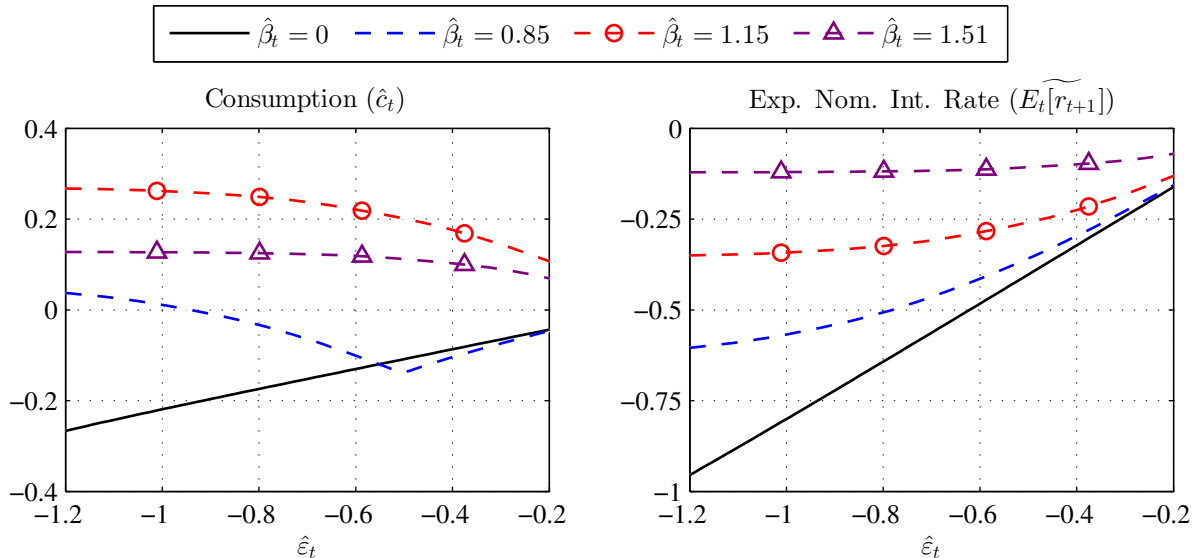 β̂_t = 0 β̂_t = 0.85 β̂_t = 1.15 β̂_t = 1.51
Consumption (ĉ_t)
0.4
0.2
0
−0.2
−0.4
−1.2 −1 −0.8 −0.6 −0.4 −0.2
ε̂_t
Exp. Nom. Int. Rate (E_t[r_{t+1}]~)
0
−0.25
−0.5
−0.75
−1
−1.2 −1 −0.8 −0.6 −0.4 −0.2
ε̂_t